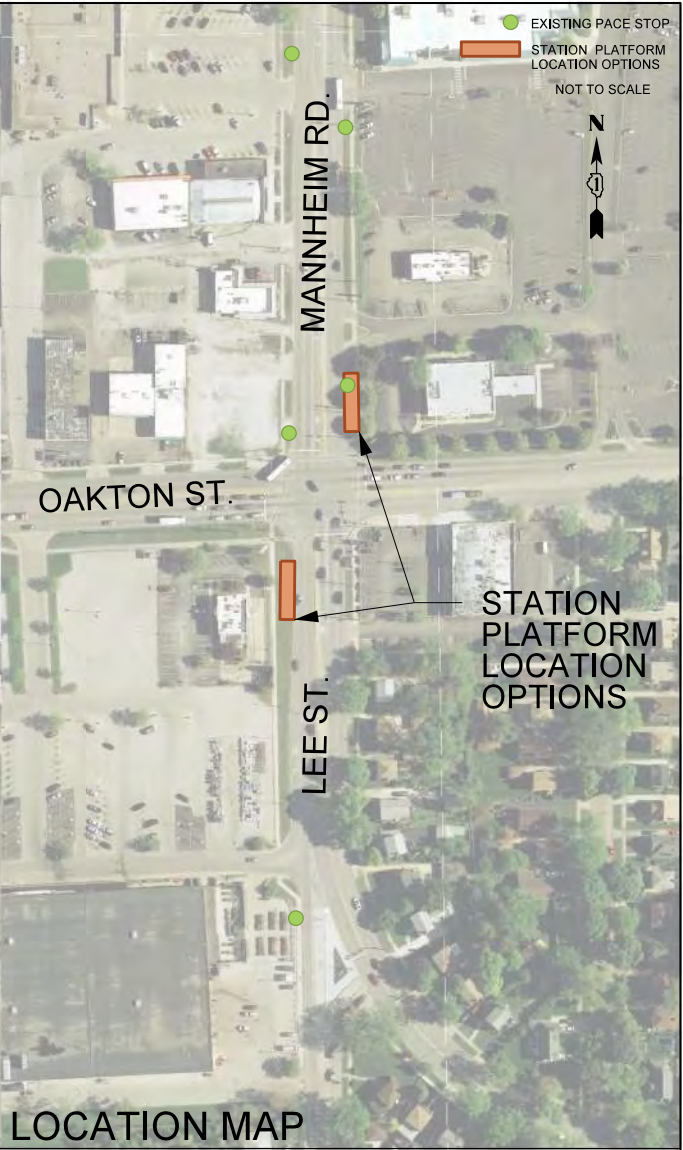 EXISTING PACE STOP
STATION PLATFORM
LOCATION OPTIONS
NOT TO SCALE
N
1
MANNHEIM RD.
OAKTON ST.
STATION
PLATFORM
LOCATION
OPTIONS
LEE ST.
LOCATION MAP